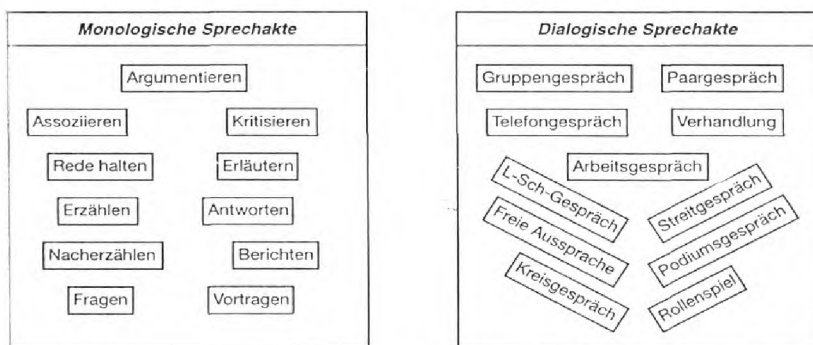 Monologische Sprechakte
Argumentieren
Assoziieren
Kritisieren
Rede halten
Erläutern
Erzählen
Antworten
Nacherzählen
Berichten
Fragen
Vortragen
Dialogische Sprechakte
Gruppengespräch
Paargespräch
Telefongespräch
Verhandlung
Arbeitsgespräch
L-Sch-Gespräch
Streitgespräch
Freie Aussprache
Podiumsgespräch
Kreisgespräch
Rollenspiel